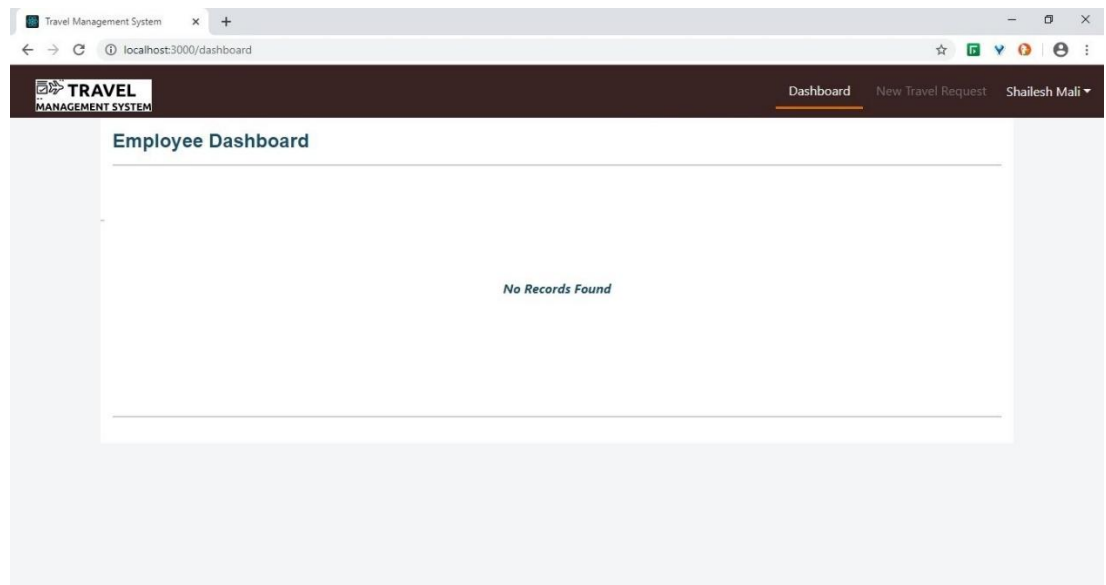 Travel Management System
localhost:3000/dashboard
TRAVEL
MANAGEMENT SYSTEM
Dashboard
New Travel Request
Shailesh Mali
Employee Dashboard
No Records Found